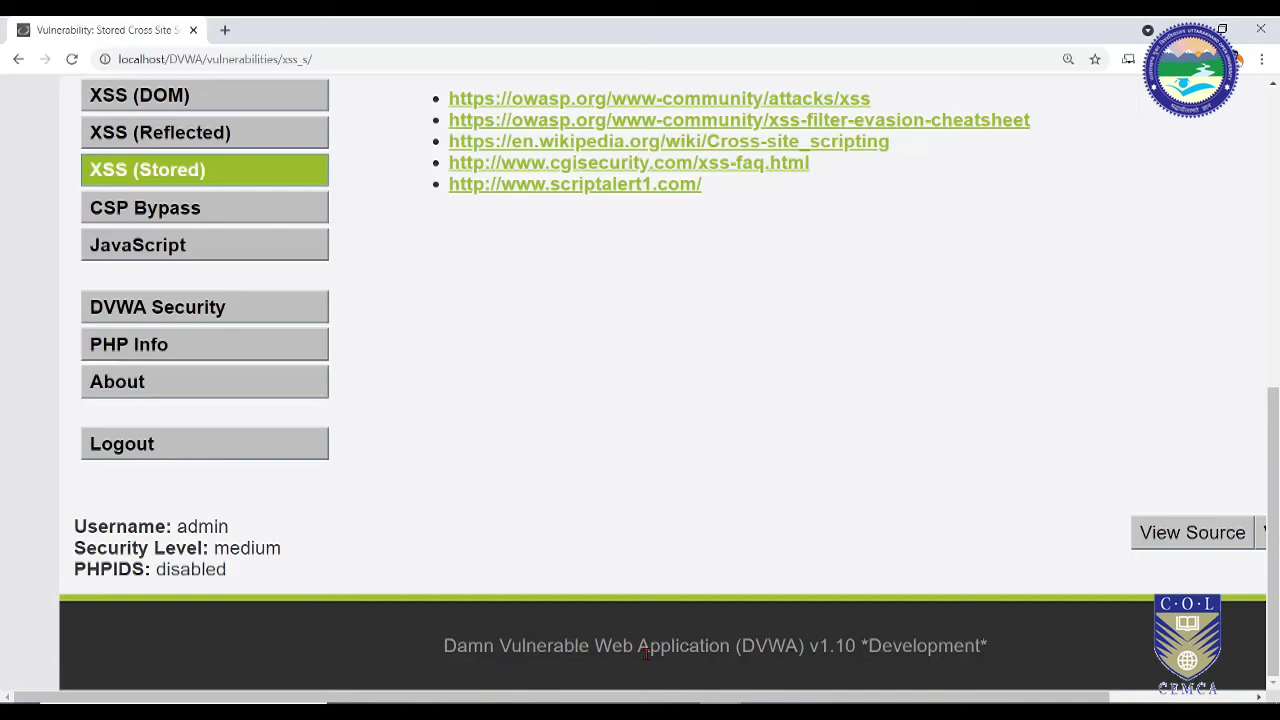 Vulnerability: Stored Cross Site S
localhost/DVWA/vulnerabilities/xss_s/
XSS (DOM)
XSS (Reflected)
XSS (Stored)
CSP Bypass
JavaScript
DVWA Security
PHP Info
About
Logout
https://owasp.org/www-community/attacks/xss
https://owasp.org/www-community/xss-filter-evasion-cheatsheet
https://en.wikipedia.org/wiki/Cross-site_scripting
http://www.cgisecurity.com/xss-faq.html
http://www.scriptalert1.com/
Username: admin
Security Level: medium
PHPIDS: disabled
View Source
Damn Vulnerable Web Application (DVWA) v1.10 *Development*
C·O·L
CEMCA